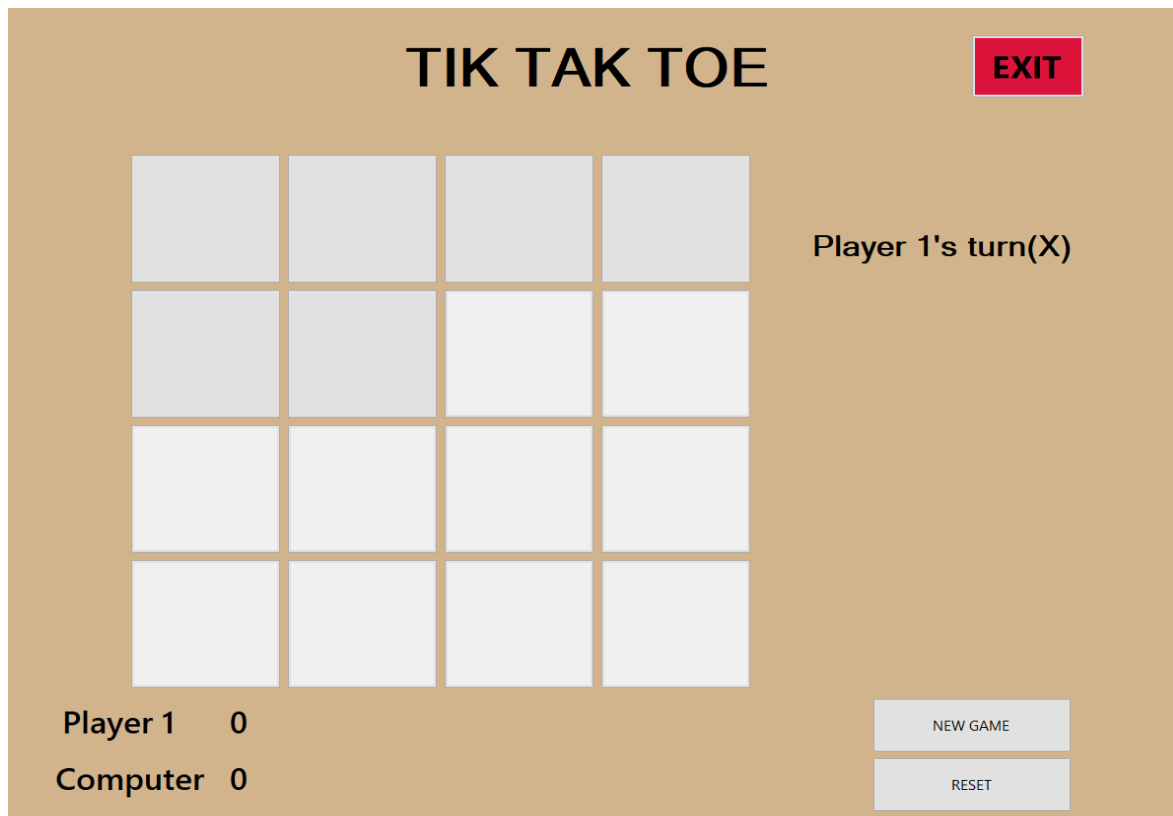 TIK TAK TOE
EXIT
Player 1's turn(X)
Player 1 0
Computer 0
NEW GAME
RESET